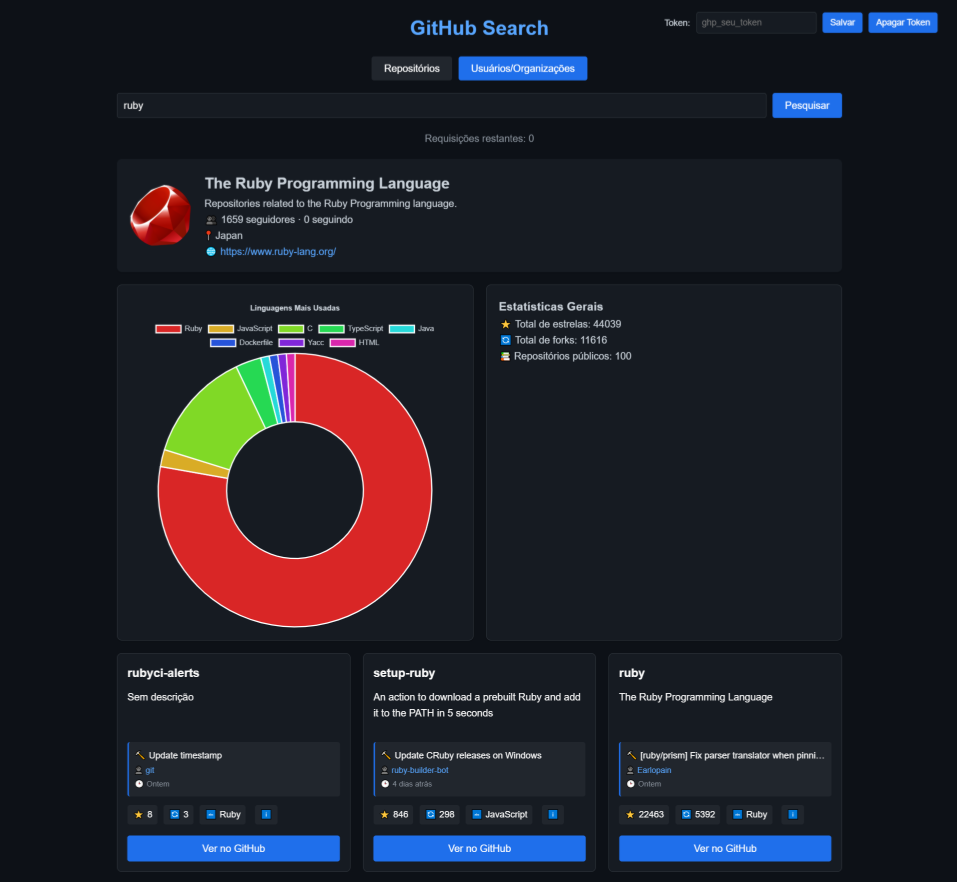 GitHub Search
Token: ghp_seu_token Salvar Apagar Token
Repositórios Usuários/Organizações
ruby Pesquisar
Requisições restantes: 0
The Ruby Programming Language
Repositories related to the Ruby Programming language.
1659 seguidores · 0 seguindo
Japan
https://www.ruby-lang.org/
Linguagens Mais Usadas
Ruby JavaScript C TypeScript Java
Dockerfile Yacc HTML
Estatísticas Gerais
Total de estrelas: 44039
Total de forks: 11616
Repositórios públicos: 100
rubyci-alerts
Sem descrição
Update timestamp
git
Ontem
8 3 Ruby
Ver no GitHub
setup-ruby
An action to download a prebuilt Ruby and add
it to the PATH in 5 seconds
Update CRuby releases on Windows
ruby-builder-bot
4 dias atrás
846 298 JavaScript
Ver no GitHub
ruby
The Ruby Programming Language
[ruby/prism] Fix parser translator when pinni...
Earlopain
Ontem
22463 5392 Ruby
Ver no GitHub